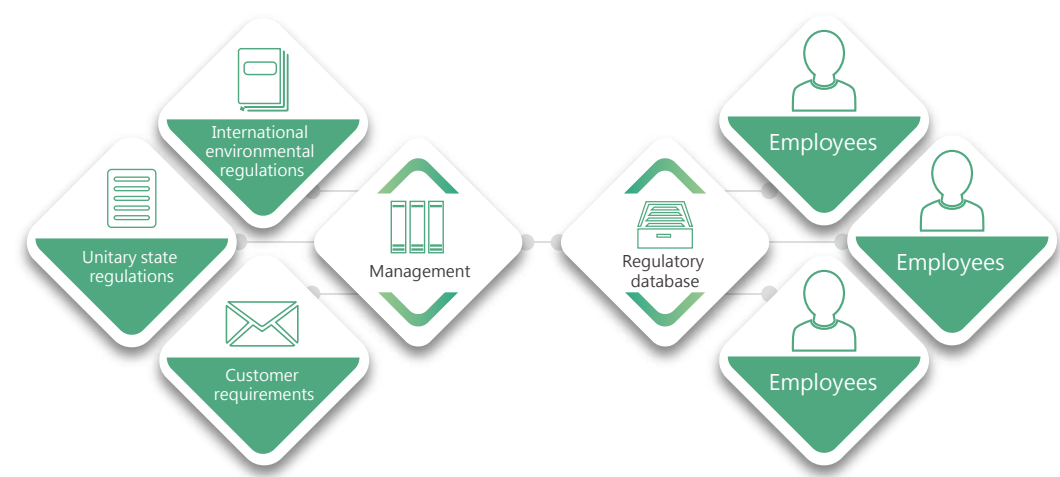 International
environmental
regulations
Unitary state
regulations
Customer
requirements
Management
Regulatory
database
Employees
Employees
Employees